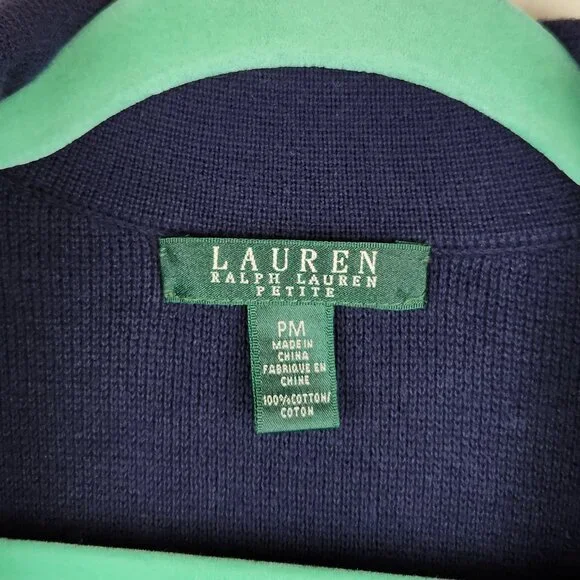 LAUREN
RALPH LAUREN
PETITE
PM
MADE IN
CHINA
FABRIQUE EN
CHINE
100%COTTON/
COTON